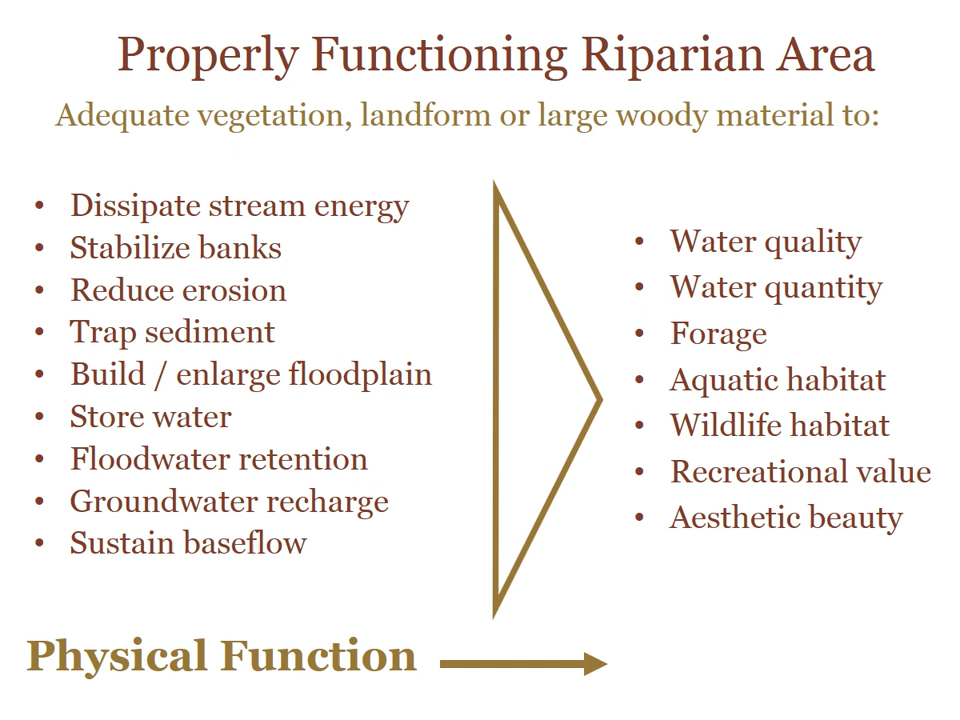 Properly Functioning Riparian Area
Adequate vegetation, landform or large woody material to:
• Dissipate stream energy
• Stabilize banks
• Reduce erosion
• Trap sediment
• Build / enlarge floodplain
• Store water
• Floodwater retention
• Groundwater recharge
• Sustain baseflow
• Water quality
• Water quantity
• Forage
• Aquatic habitat
• Wildlife habitat
• Recreational value
• Aesthetic beauty
Physical Function